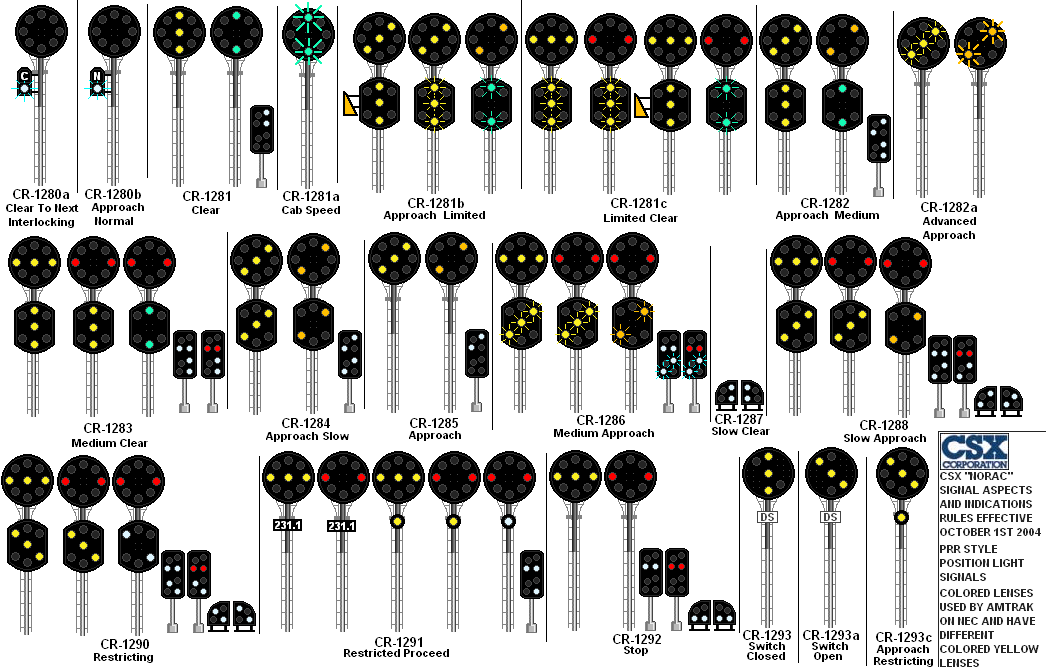 C
N
CR-1280a
Clear To Next
Interlocking
CR-1280b
Approach
Normal
CR-1281
Clear
CR-1281a
Cab Speed
CR-1281b
Approach Limited
CR-1281c
Limited Clear
CR-1282
Approach Medium
CR-1282a
Advanced
Approach
CR-1283
Medium Clear
CR-1284
Approach Slow
CR-1285
Approach
CR-1286
Medium Approach
CR-1287
Slow Clear
CR-1288
Slow Approach
CR-1290
Restricting
231.1
231.1
CR-1291
Restricted Proceed
CR-1292
Stop
DS
CR-1293
Switch
Closed
DS
CR-1293a
Switch
Open
CR-1293c
Approach
Restricting
CSX
CORPORATION
CSX "NORAC"
SIGNAL ASPECTS
AND INDICATIONS
RULES EFFECTIVE
OCTOBER 1ST 2004
PRR STYLE
POSITION LIGHT
SIGNALS
COLORED LENSES
USED BY AMTRAK
ON NEC AND HAVE
DIFFERENT
COLORED YELLOW
LENSES